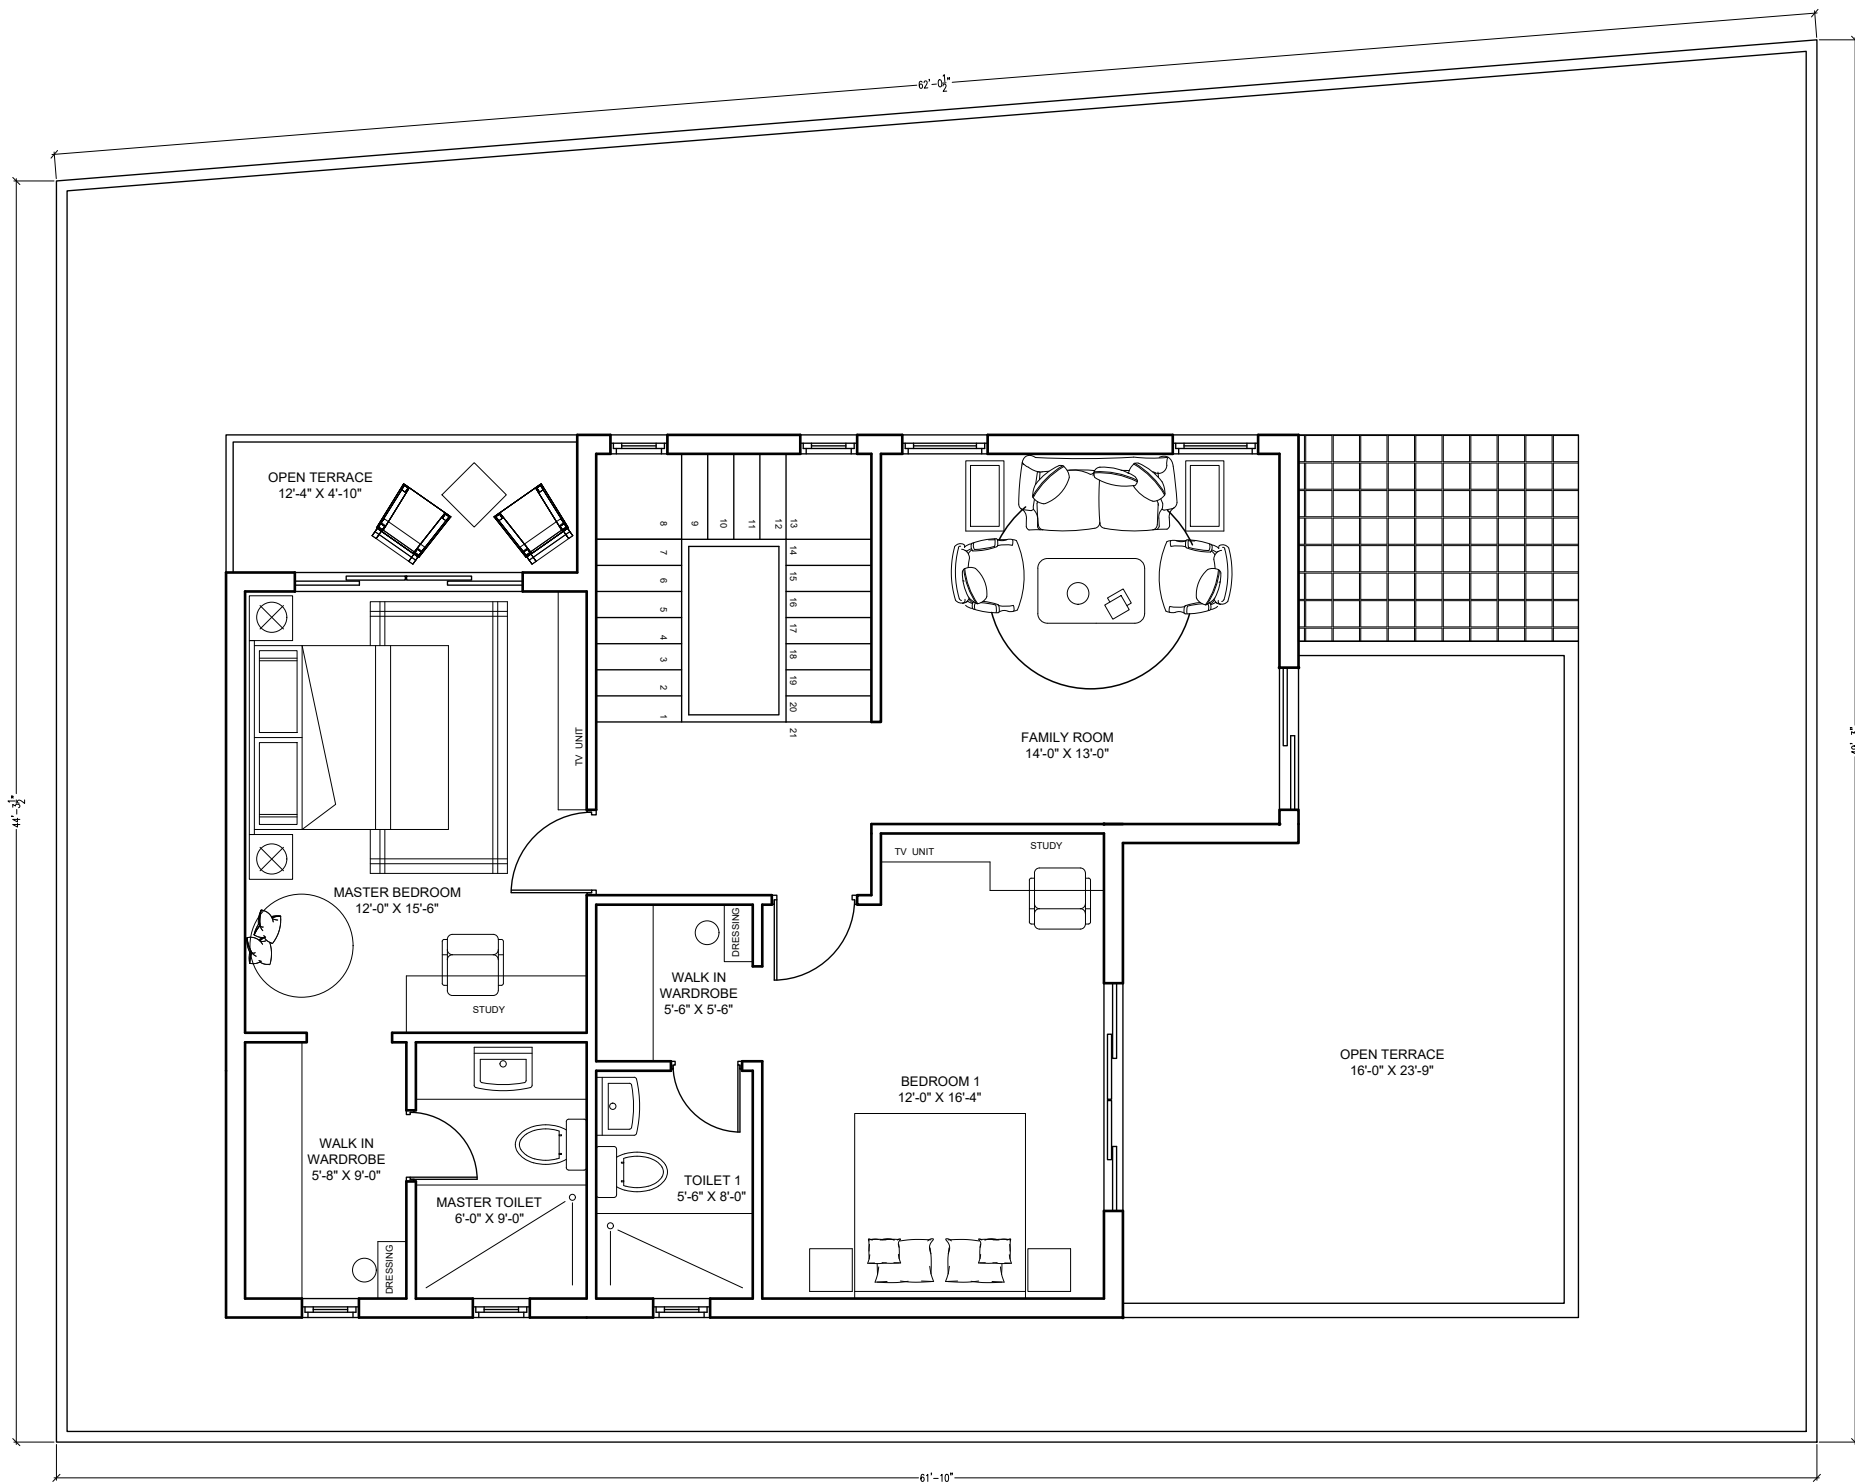 62'-0½"
OPEN TERRACE
12'-4" X 4'-10"
8
9
10
11
12
13
7
14
6
15
5
16
4
17
3
18
2
19
1
20
21
TV UNIT
FAMILY ROOM
14'-0" X 13'-0"
44'-3½"
TV UNIT
STUDY
MASTER BEDROOM
12'-0" X 15'-6"
DRESSING
WALK IN
WARDROBE
5'-6" X 5'-6"
STUDY
OPEN TERRACE
16'-0" X 23'-9"
BEDROOM 1
12'-0" X 16'-4"
WALK IN
WARDROBE
5'-8" X 9'-0"
TOILET 1
5'-6" X 8'-0"
MASTER TOILET
6'-0" X 9'-0"
DRESSING
61'-10"